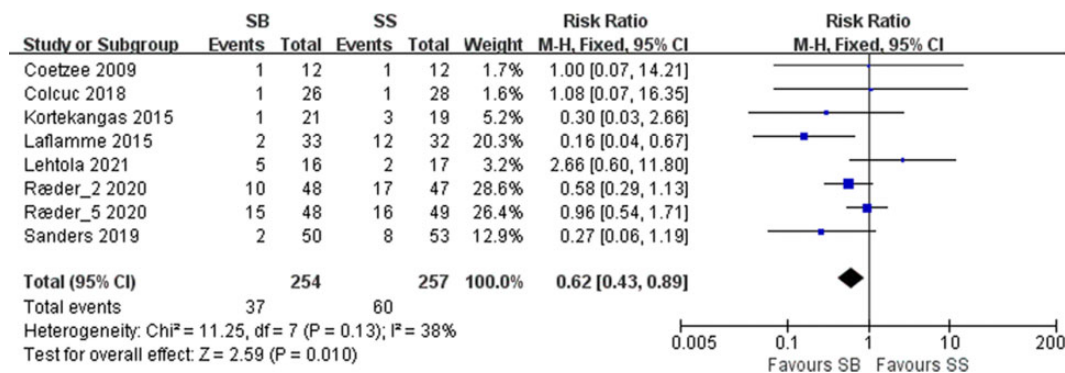 SB SS Risk Ratio Risk Ratio
Study or Subgroup Events Total Events Total Weight M-H, Fixed, 95% CI M-H, Fixed, 95% CI
Coetzee 2009 1 12 1 12 1.7% 1.00 [0.07, 14.21]
Colcuc 2018 1 26 1 28 1.6% 1.08 [0.07, 16.35]
Kortekangas 2015 1 21 3 19 5.2% 0.30 [0.03, 2.66]
Laflamme 2015 2 33 12 32 20.3% 0.16 [0.04, 0.67]
Lehtola 2021 5 16 2 17 3.2% 2.66 [0.60, 11.80]
Ræder_2 2020 10 48 17 47 28.6% 0.58 [0.29, 1.13]
Ræder_5 2020 15 48 16 49 26.4% 0.96 [0.54, 1.71]
Sanders 2019 2 50 8 53 12.9% 0.27 [0.06, 1.19]
Total (95% CI) 254 257 100.0% 0.62 [0.43, 0.89]
Total events 37 60
Heterogeneity: Chi² = 11.25, df = 7 (P = 0.13); I² = 38%
Test for overall effect: Z = 2.59 (P = 0.010)
0.005 0.1 1 10 200
Favours SB Favours SS